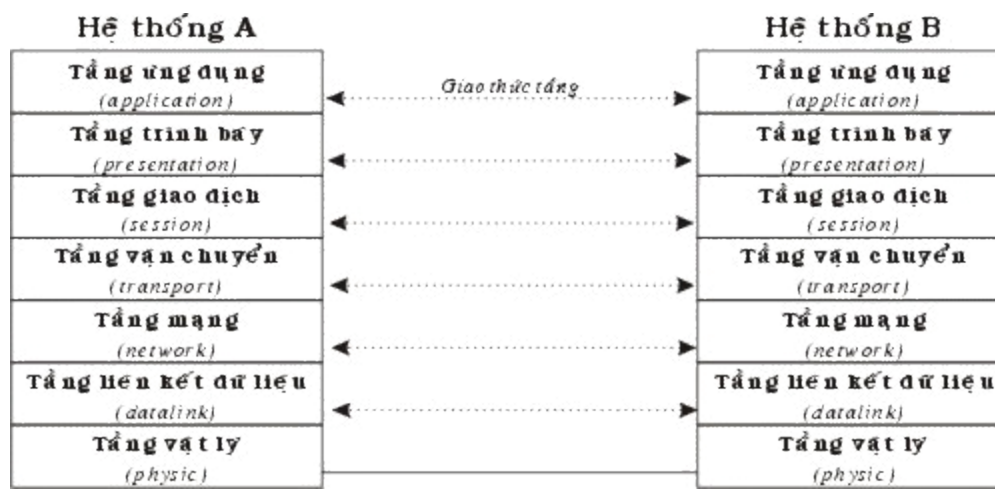 Hệ thống A
Hệ thống B
Tầng ứng dụng
(application)
Giao thức tầng
Tầng ứng dụng
(application)
Tầng trình bày
(presentation)
Tầng trình bày
(presentation)
Tầng giao dịch
(session)
Tầng giao dịch
(session)
Tầng vận chuyển
(transport)
Tầng vận chuyển
(transport)
Tầng mạng
(network)
Tầng mạng
(network)
Tầng liên kết dữ liệu
(datalink)
Tầng liên kết dữ liệu
(datalink)
Tầng vật lý
(physic)
Tầng vật lý
(physic)